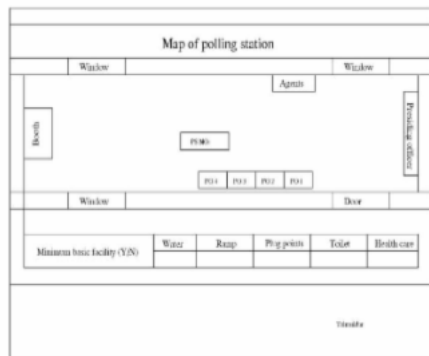 Map of polling station
Window Window
Agents
Booth
Presiding officer
PO4 PO3 PO2 PO1
Window Door
Minimum basic facility (Y/N) Water Ramp Plug points Toilet Health care